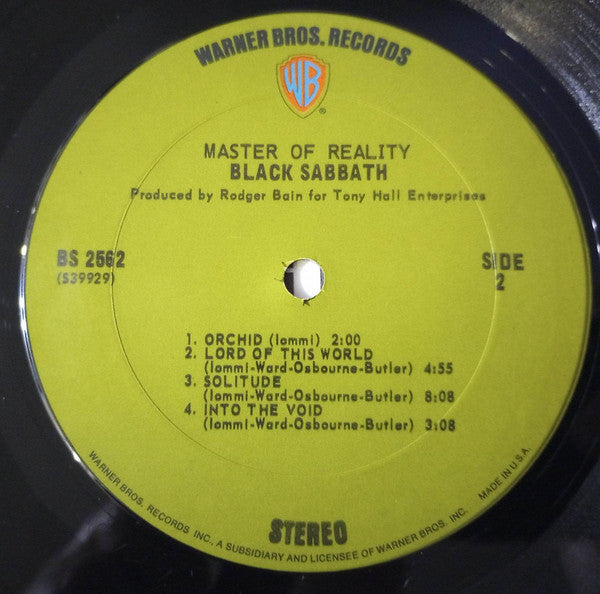 WARNER BROS. RECORDS
WB
®
MASTER OF REALITY
BLACK SABBATH
Produced by Rodger Bain for Tony Hall Enterprises
BS 2562
(S39929)
SIDE
2
1. ORCHID (Iommi) 2:00
2. LORD OF THIS WORLD
(Iommi-Ward-Osbourne-Butler) 4:55
3. SOLITUDE
(Iommi-Ward-Osbourne-Butler) 8:08
4. INTO THE VOID
(Iommi-Ward-Osbourne-Butler) 3:08
STEREO
WARNER BROS. RECORDS INC., A SUBSIDIARY AND LICENSEE OF WARNER BROS. INC. MADE IN U.S.A.